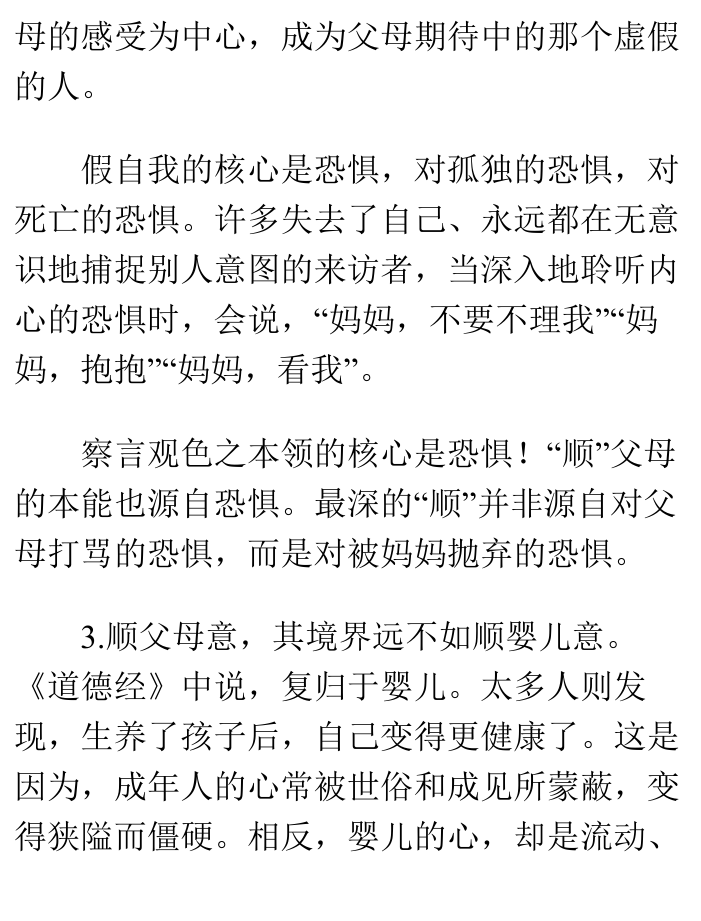 母的感受为中心，成为父母期待中的那个虚假
的人。
假自我的核心是恐惧，对孤独的恐惧，对
死亡的恐惧。许多失去了自己、永远都在无意
识地捕捉别人意图的来访者，当深入地聆听内
心的恐惧时，会说，“妈妈，不要不理我”“妈
妈，抱抱”“妈妈，看我”。
察言观色之本领的核心是恐惧！“顺”父母
的本能也源自恐惧。最深的“顺”并非源自对父
母打骂的恐惧，而是对被妈妈抛弃的恐惧。
3.顺父母意，其境界远不如顺婴儿意。
《道德经》中说，复归于婴儿。太多人则发
现，生养了孩子后，自己变得更健康了。这是
因为，成年人的心常被世俗和成见所蒙蔽，变
得狭隘而僵硬。相反，婴儿的心，却是流动、